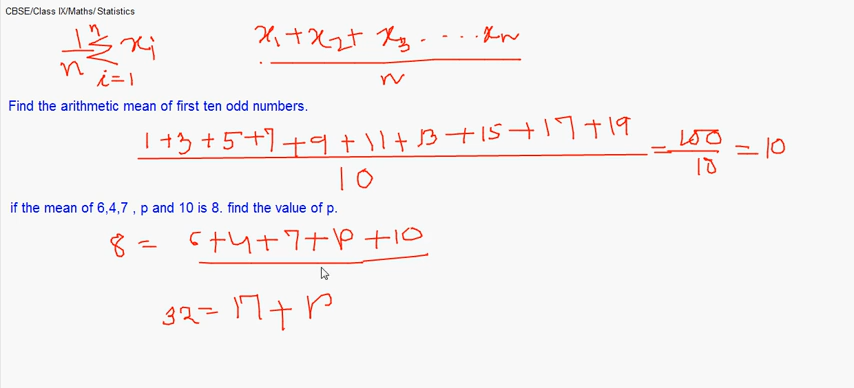 CBSE/Class IX/Maths/ Statistics
1/n n∑i=1 xi    x1+x2+ x3 - ... xn / n
Find the arithmetic mean of first ten odd numbers.
1+3+5+7+9+11+13+15+17+19 / 10 = 100/10 = 10
if the mean of 6,4,7 , p and 10 is 8. find the value of p.
8 = 6+4+7+p+10
32 = 17 + p